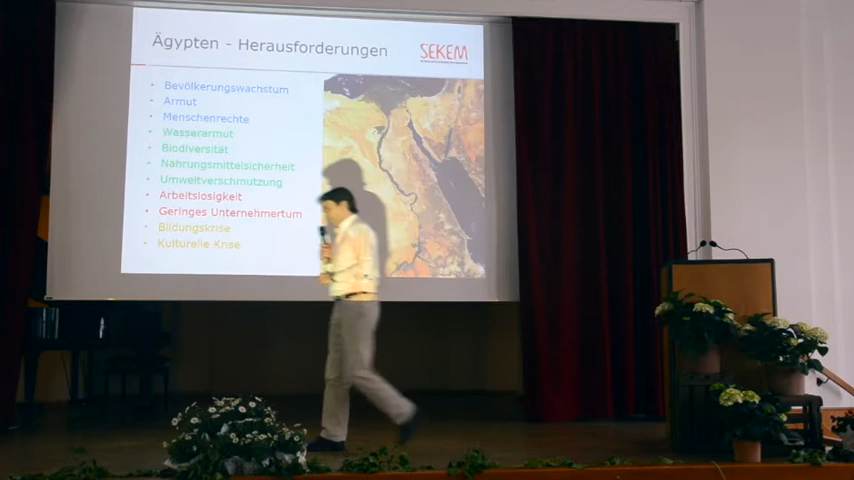 Ägypten - Herausforderungen
SEKEM
• Bevölkerungswachstum
• Armut
• Menschenrechte
• Wasserarmut
• Biodiversität
• Nahrungsmittelsicherheit
• Umweltverschmutzung
• Arbeitslosigkeit
• Geringes Unternehmertum
• Bildungskrise
• Kulturelle Krise